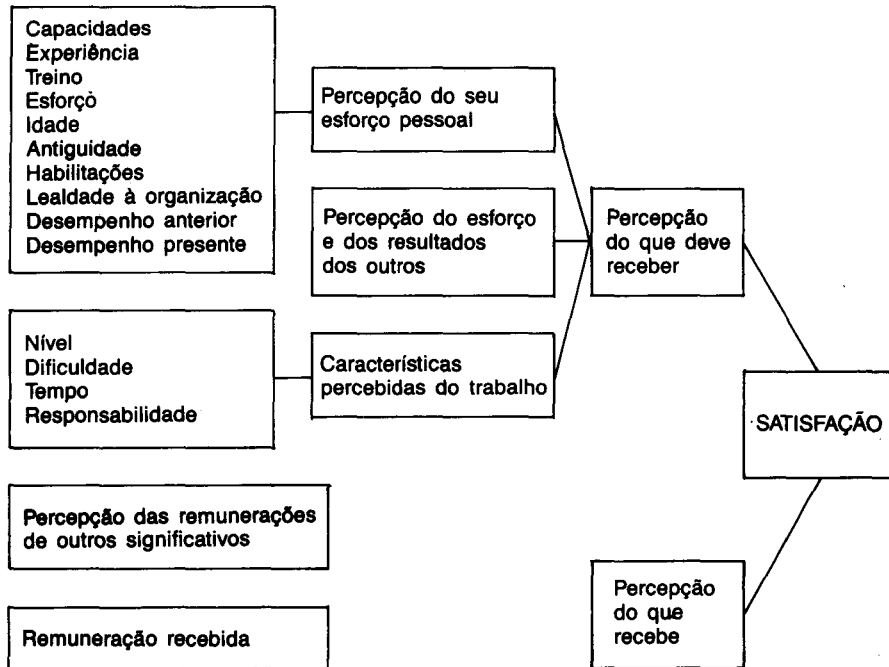 Capacidades
Experiência
Treino
Esforço
Idade
Antiguidade
Habilitações
Lealdade à organização
Desempenho anterior
Desempenho presente
Percepção do seu
esforço pessoal
Percepção do esforço
e dos resultados
dos outros
Percepção
do que deve
receber
Nível
Dificuldade
Tempo
Responsabilidade
Características
percebidas do trabalho
SATISFAÇÃO
Percepção das remunerações
de outros significativos
Percepção
do que
recebe
Remuneração recebida